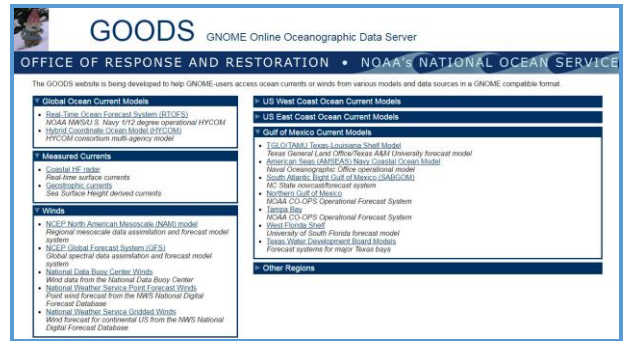 GOODS GNOME Online Oceanographic Data Server
OFFICE OF RESPONSE AND RESTORATION • NOAA's NATIONAL OCEAN SERVICE
The GOODS website is being developed to help GNOME-users access ocean currents or winds from various models and data sources in a GNOME compatible format.
Global Ocean Current Models
Real-Time Ocean Forecast System (RTOFS)
NOAA NWS/U.S. Navy 1/12 degree operational HYCOM
Hybrid Coordinate Ocean Model (HYCOM)
HYCOM consortium multi-agency model
Measured Currents
Coastal HF radar
Real-time surface currents
Geostrophic currents
Sea Surface Height derived currents.
Winds
NCEP North American Mesoscale (NAM) model
Regional mesoscale data assimilation and forecast model
system
NCEP Global Forecast System (GFS)
Global spectral data assimilation and forecast model
system
National Data Buoy Center Winds
Wind data from the National Data Buoy Center
National Weather Service Point Forecast Winds
Point wind forecast from the NWS National Digital
Forecast Database
National Weather Service Gridded Winds
Wind forecast for continental US from the NWS National
Digital Forecast Database
US West Coast Ocean Current Models
US East Coast Ocean Current Models
Gulf of Mexico Current Models
TGLO/TAMU Texas-Louisiana Shelf Model
Texas General Land Office/Texas A&M University forecast model
American Seas (AMSEAS) Navy Coastal Ocean Model
Naval Oceanographic Office operational model
South Atlantic Bight Gulf of Mexico (SABGOM)
NC State nowcast/forecast system
Northern Gulf of Mexico
NOAA CO-OPS Operational Forecast System
Tampa Bay
NOAA CO-OPS Operational Forecast System
West Florida Shelf
University of South Florida forecast model
Texas Water Development Board Models
Forecast systems for major Texas bays
Other Regions